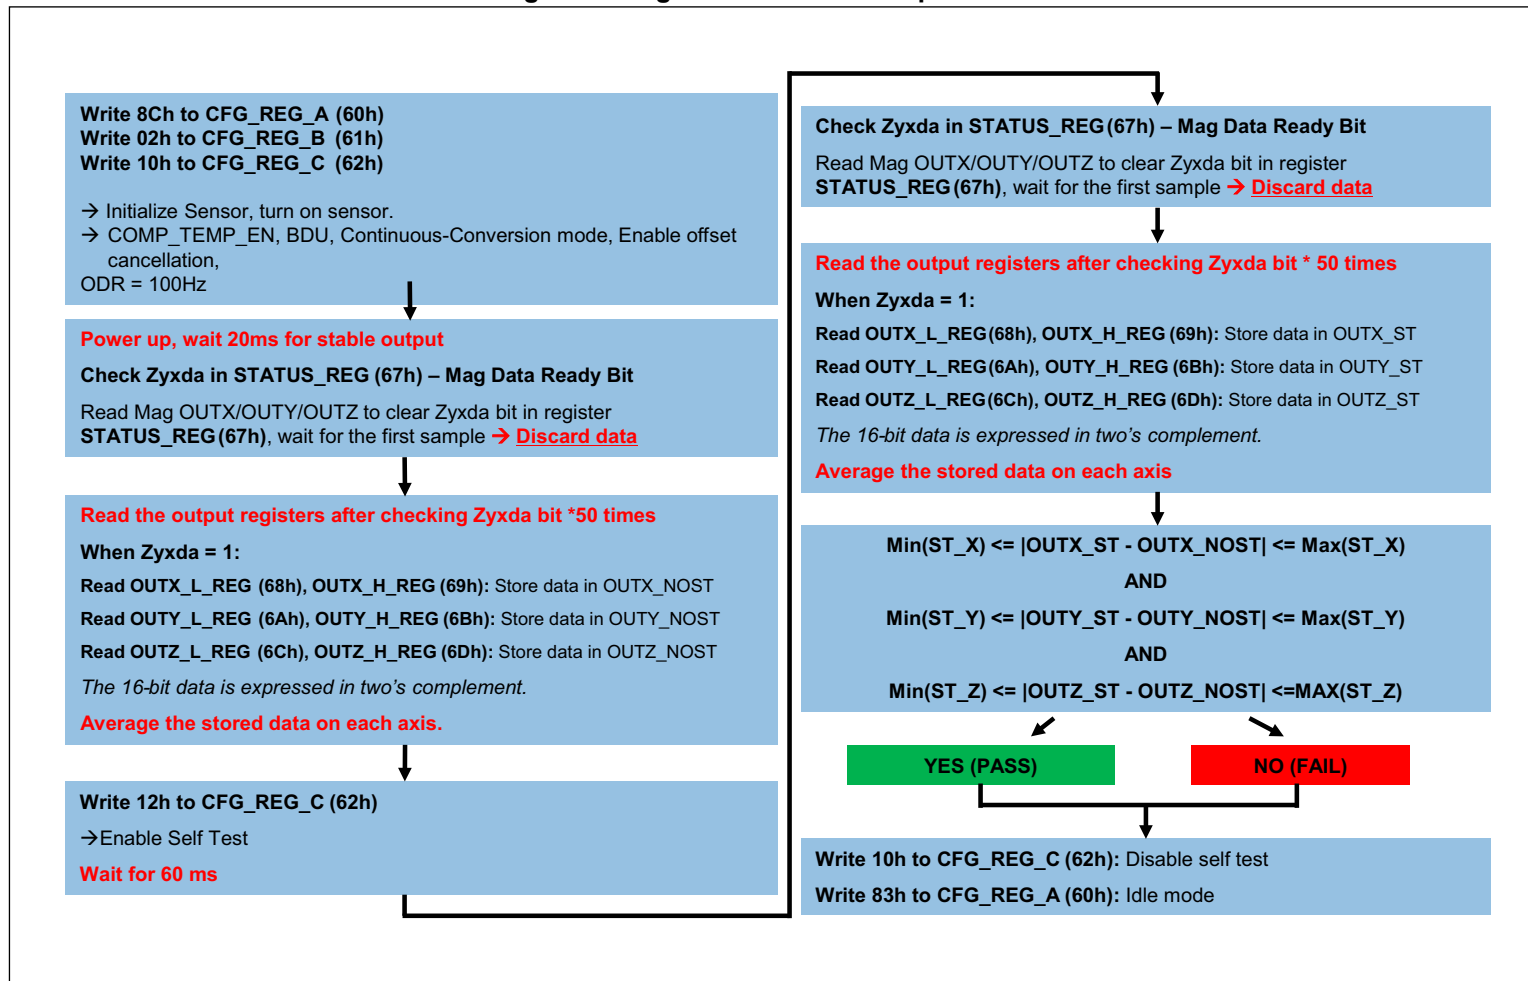 Write 8Ch to CFG_REG_A (60h)
Write 02h to CFG_REG_B (61h)
Write 10h to CFG_REG_C (62h)
→ Initialize Sensor, turn on sensor.
→ COMP_TEMP_EN, BDU, Continuous-Conversion mode, Enable offset
cancellation,
ODR = 100Hz
Power up, wait 20ms for stable output
Check Zyxda in STATUS_REG (67h) – Mag Data Ready Bit
Read Mag OUTX/OUTY/OUTZ to clear Zyxda bit in register
STATUS_REG(67h), wait for the first sample → Discard data
Read the output registers after checking Zyxda bit *50 times
When Zyxda = 1:
Read OUTX_L_REG (68h), OUTX_H_REG (69h): Store data in OUTX_NOST
Read OUTY_L_REG (6Ah), OUTY_H_REG (6Bh): Store data in OUTY_NOST
Read OUTZ_L_REG (6Ch), OUTZ_H_REG (6Dh): Store data in OUTZ_NOST
The 16-bit data is expressed in two's complement.
Average the stored data on each axis.
Write 12h to CFG_REG_C (62h)
→Enable Self Test
Wait for 60 ms
Check Zyxda in STATUS_REG(67h) – Mag Data Ready Bit
Read Mag OUTX/OUTY/OUTZ to clear Zyxda bit in register
STATUS_REG(67h), wait for the first sample → Discard data
Read the output registers after checking Zyxda bit * 50 times
When Zyxda = 1:
Read OUTX_L_REG(68h), OUTX_H_REG (69h): Store data in OUTX_ST
Read OUTY_L_REG(6Ah), OUTY_H_REG (6Bh): Store data in OUTY_ST
Read OUTZ_L_REG(6Ch), OUTZ_H_REG (6Dh): Store data in OUTZ_ST
The 16-bit data is expressed in two's complement.
Average the stored data on each axis
Min(ST_X) <= |OUTX_ST - OUTX_NOST| <= Max(ST_X)
AND
Min(ST_Y) <= |OUTY_ST - OUTY_NOST| <= Max(ST_Y)
AND
Min(ST_Z) <= |OUTZ_ST - OUTZ_NOST| <=MAX(ST_Z)
YES (PASS)
NO (FAIL)
Write 10h to CFG_REG_C (62h): Disable self test
Write 83h to CFG_REG_A (60h): Idle mode